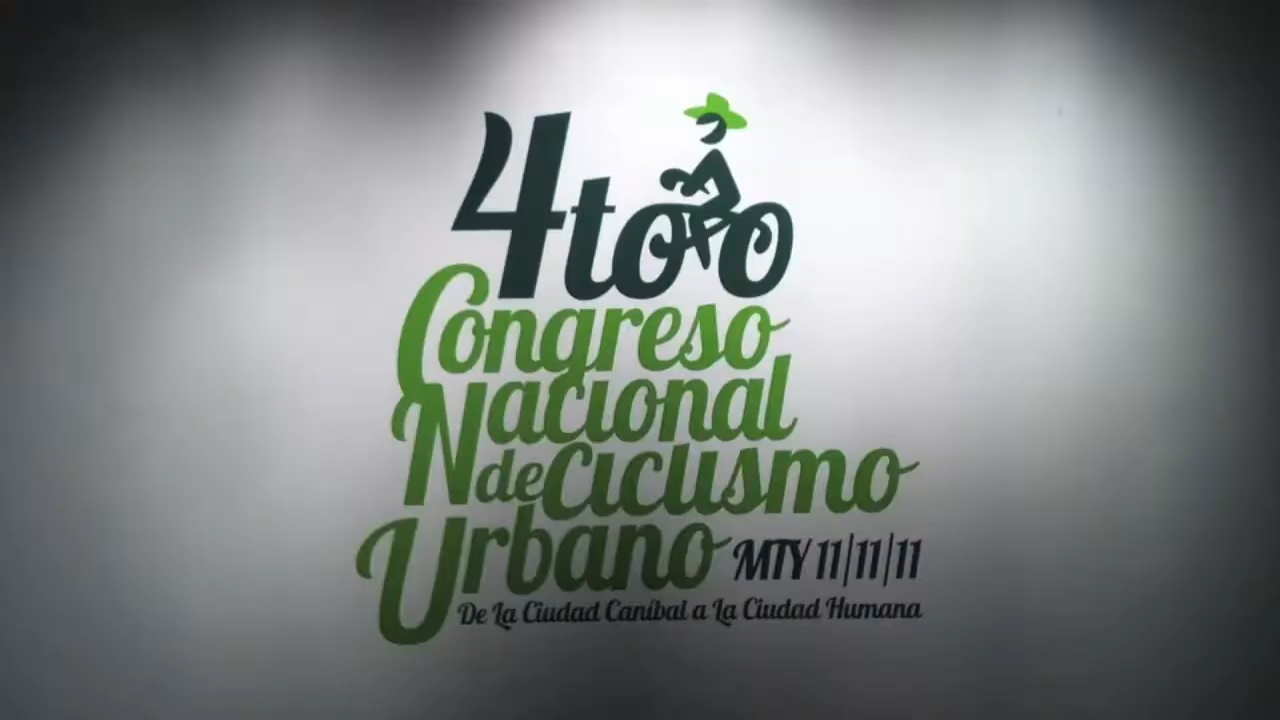 4to
Congreso
Nacional
de Ciclismo
Urbano MTY 11/11/11
De La Ciudad Caníbal a La Ciudad Humana